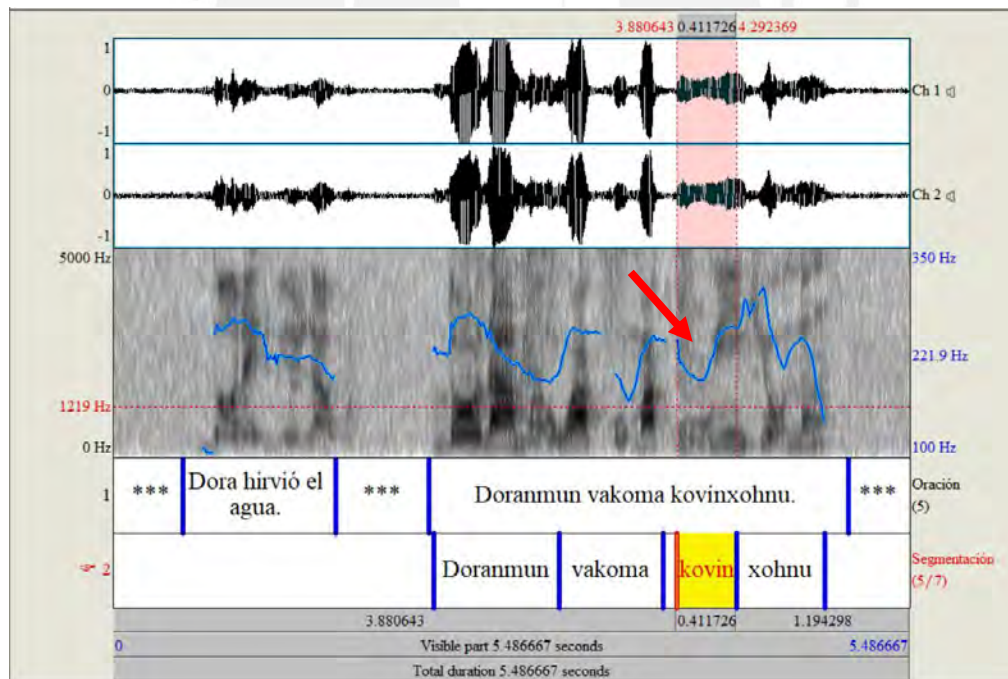 3.880643 0.411726 4.292369
1
0
-1
Ch 1
1
0
-1
Ch 2
5000 Hz 350 Hz
221.9 Hz
1219 Hz
0 Hz 100 Hz
1 *** Dora hirvió el agua. *** Doranmun vakoma kovinxohnu. *** Oración (5)
2 Doranmun vakoma kovin xohnu Segmentación (5/7)
3.880643 0.411726 1.194298
0 Visible part 5.486667 seconds 5.486667
Total duration 5.486667 seconds